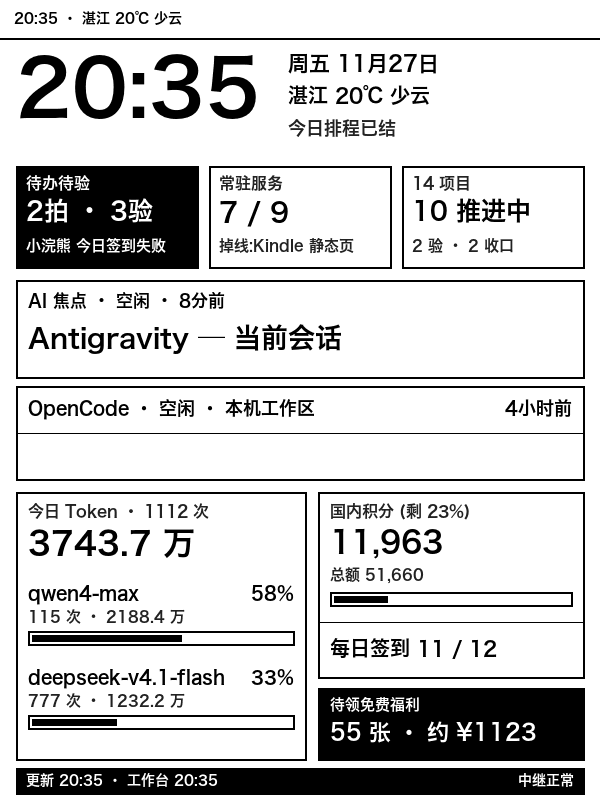 20:35 · 湛江 20℃ 少云
20:35
周五 11月27日
湛江 20℃ 少云
今日排程已结
待办待验
2拍 · 3验
小浣熊 今日签到失败
常驻服务
7 / 9
掉线:Kindle 静态页
14 项目
10 推进中
2 验 · 2 收口
AI 焦点 · 空闲 · 8分前
Antigravity — 当前会话
OpenCode · 空闲 · 本机工作区
4小时前
今日 Token · 1112 次
3743.7 万
qwen4-max 58%
115 次 · 2188.4 万
deepseek-v4.1-flash 33%
777 次 · 1232.2 万
国内积分 (剩 23%)
11,963
总额 51,660
每日签到 11 / 12
待领免费福利
55 张 · 约 ¥1123
更新 20:35 · 工作台 20:35
中继正常